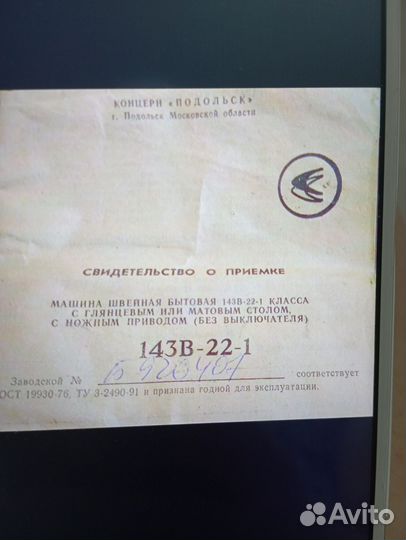 КОНЦЕРН «ПОДОЛЬСК»
г. Подольск Московской области
СВИДЕТЕЛЬСТВО О ПРИЕМКЕ
МАШИНА ШВЕЙНАЯ БЫТОВАЯ 143В-22-1 КЛАССА
С ГЛЯНЦЕВЫМ ИЛИ МАТОВЫМ СТОЛОМ,
С НОЖНЫМ ПРИВОДОМ (БЕЗ ВЫКЛЮЧАТЕЛЯ)
143В-22-1
Заводской № соответствует
ОСТ 19930-76, ТУ 3-2490-91 и признана годной для эксплуатации.
Avito